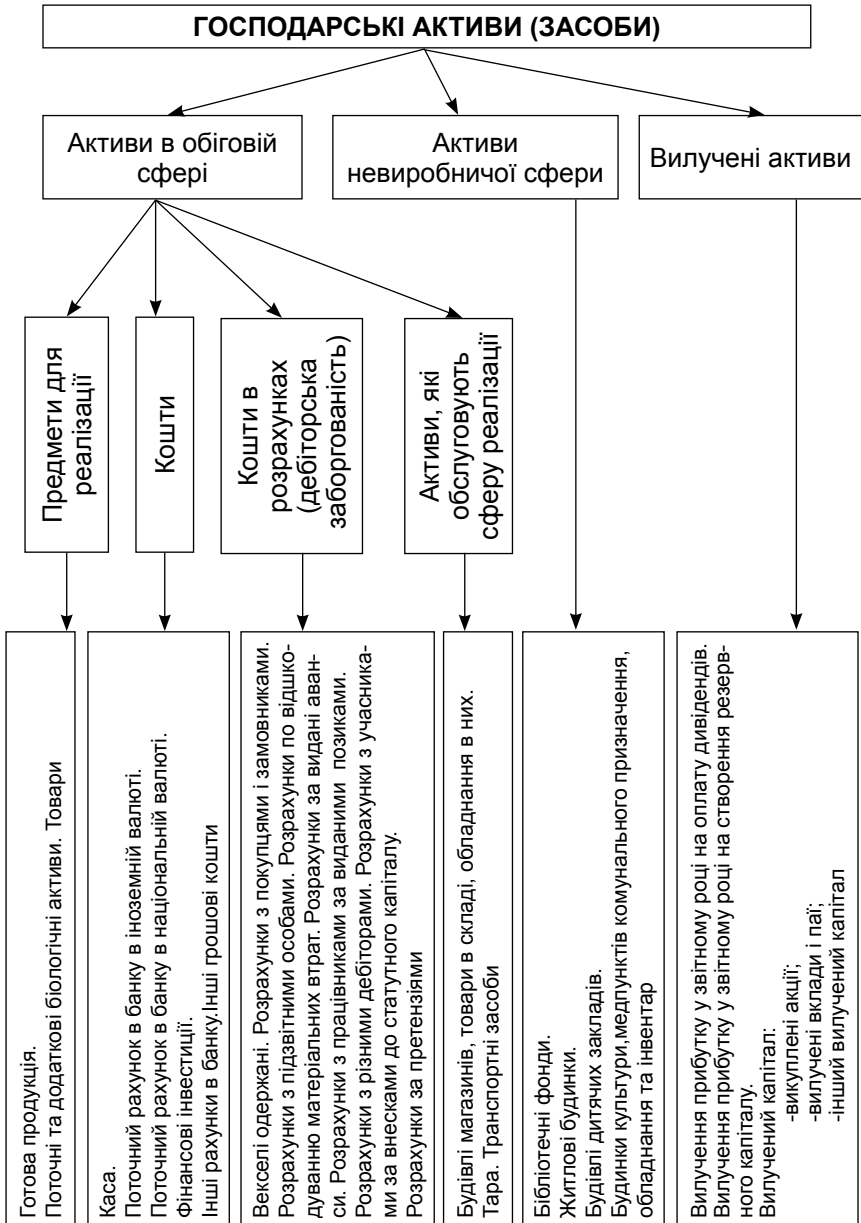 ГОСПОДАРСЬКІ АКТИВИ (ЗАСОБИ)
Активи в обіговій
сфері
Активи
невиробничої сфери
Вилучені активи
Предмети для
реалізації
Кошти
Кошти в
розрахунках
(дебіторська
заборгованість)
Активи, які
обслуговують
сферу реалізації
Готова продукція.
Поточні та додаткові біологічні активи. Товари
Каса.
Поточний рахунок в банку в іноземній валюті.
Поточний рахунок в банку в національній валюті.
Фінансові інвестиції.
Інші рахунки в банку.Інші грошові кошти
Векселі одержані. Розрахунки з покупцями і замовниками.
Розрахунки з підзвітними особами. Розрахунки по відшко-
дуванню матеріальних втрат. Розрахунки за видані аван-
си. Розрахунки з працівниками за виданими позиками.
Розрахунки з різними дебіторами. Розрахунки з учасника-
ми за внесками до статутного капіталу.
Розрахунки за претензіями
Будівлі магазинів, товари в складі, обладнання в них.
Тара. Транспортні засоби
Бібліотечні фонди.
Житлові будинки.
Будівлі дитячих закладів.
Будинки культури,медпунктів комунального призначення,
обладнання та інвентар
Вилучення прибутку у звітному році на оплату дивідендів.
Вилучення прибутку у звітному році на створення резерв-
ного капіталу.
Вилучений капітал:
-викуплені акції;
-вилучені вклади і паї;
-інший вилучений капітал